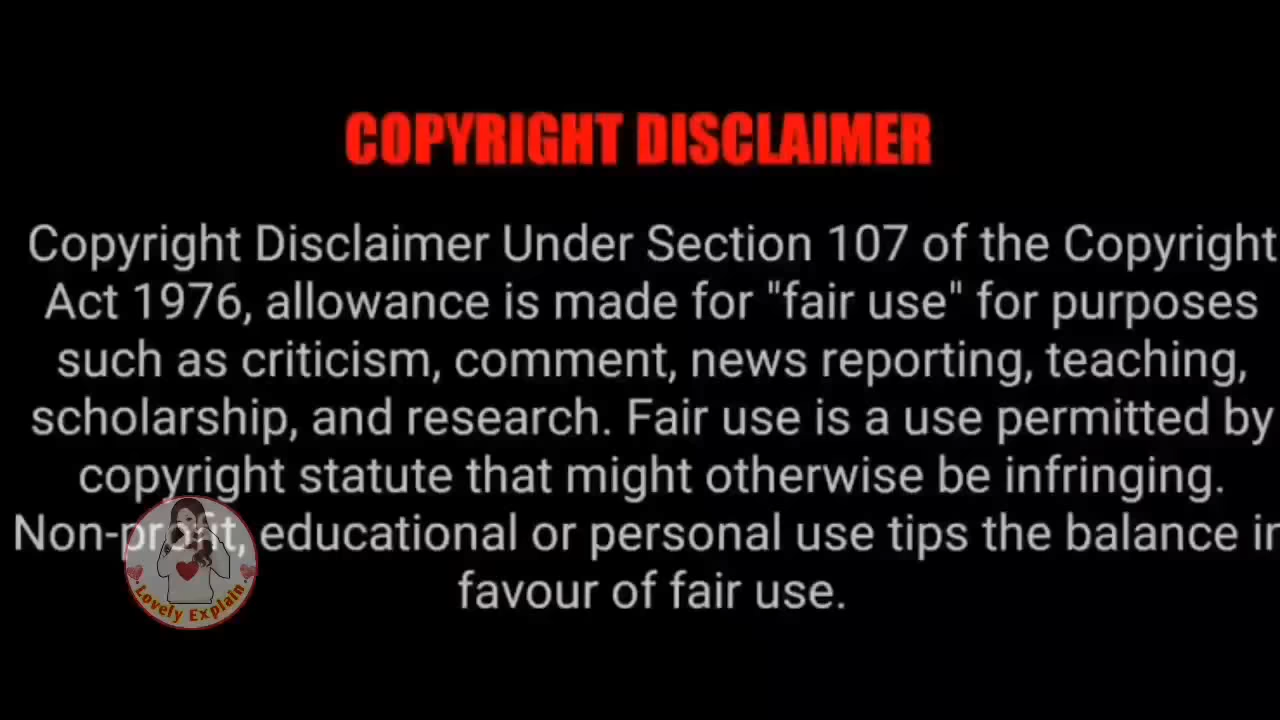 COPYRIGHT DISCLAIMER
Copyright Disclaimer Under Section 107 of the Copyright
Act 1976, allowance is made for "fair use" for purposes
such as criticism, comment, news reporting, teaching,
scholarship, and research. Fair use is a use permitted by
copyright statute that might otherwise be infringing.
Non-profit, educational or personal use tips the balance in
favour of fair use.
Lovely Explain